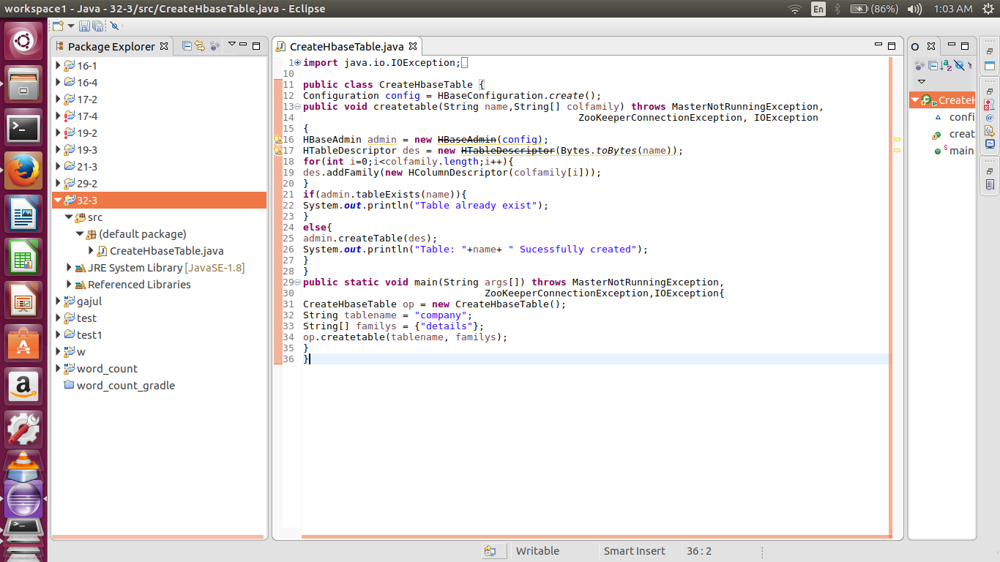 workspace1 - Java - 32-3/src/CreateHbaseTable.java - Eclipse
En
(86%)
1:03 AM
Package Explorer
16-1
16-4
17-2
17-4
19-2
19-3
21-3
29-2
32-3
src
(default package)
CreateHbaseTable.java
JRE System Library [JavaSE-1.8]
Referenced Libraries
gajul
test
test1
w
word_count
word_count_gradle
CreateHbaseTable.java
1 import java.io.IOException;
10
11 public class CreateHbaseTable {
12 Configuration config = HBaseConfiguration.create();
13 public void createtable(String name,String[] colfamily) throws MasterNotRunningException,
14 ZooKeeperConnectionException, IOException
15 {
16 HBaseAdmin admin = new HBaseAdmin(config);
17 HTableDescriptor des = new HTableDescriptor(Bytes.toBytes(name));
18 for(int i=0;i<colfamily.length;i++){
19 des.addFamily(new HColumnDescriptor(colfamily[i]));
20 }
21 if(admin.tableExists(name)){
22 System.out.println("Table already exist");
23 }
24 else{
25 admin.createTable(des);
26 System.out.println("Table: "+name+ " Sucessfully created");
27 }
28 }
29 public static void main(String args[]) throws MasterNotRunningException,
30 ZooKeeperConnectionException,IOException{
31 CreateHbaseTable op = new CreateHbaseTable();
32 String tablename = "company";
33 String[] familys = {"details"};
34 op.createtable(tablename, familys);
35 }
36 }
O
CreateH
confi
creat
main
Writable
Smart Insert
36 : 2